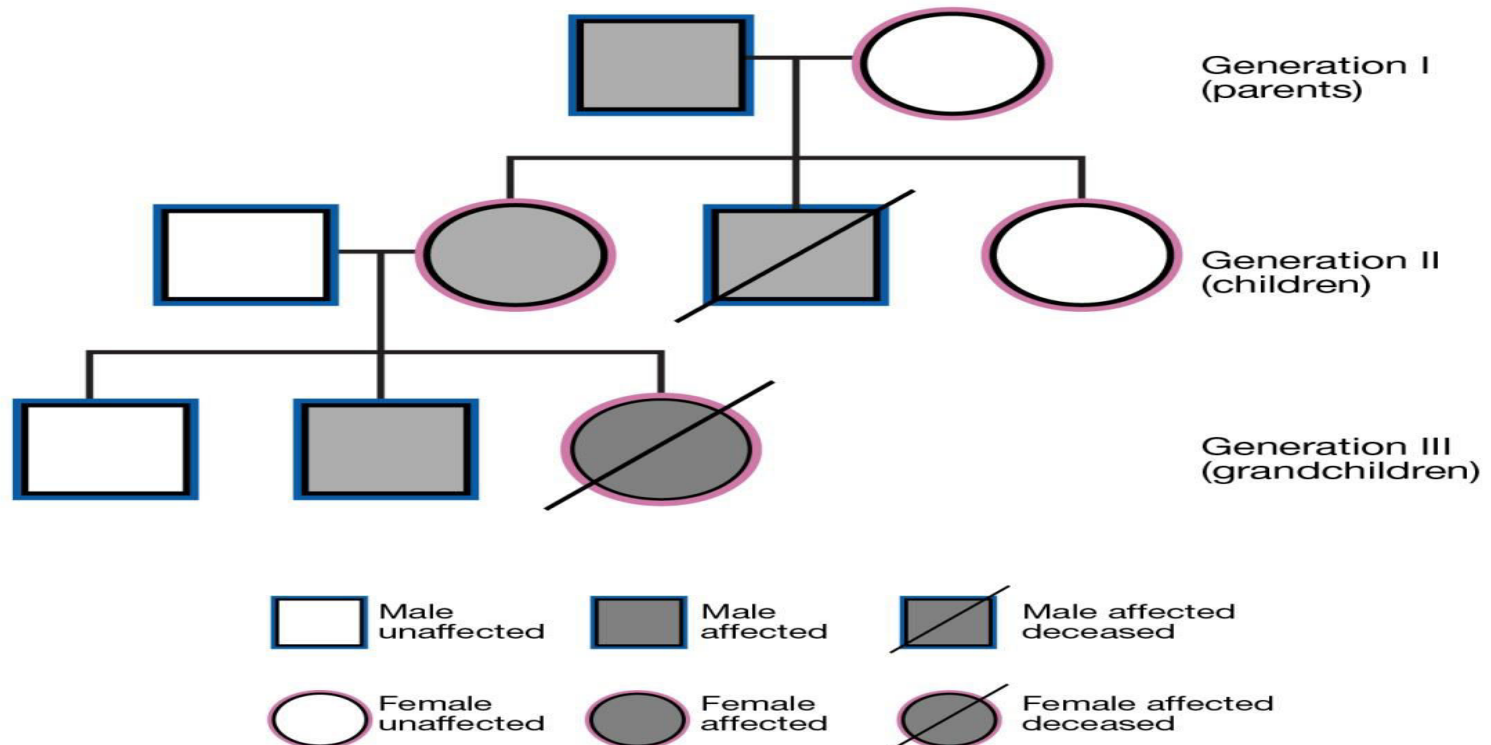 Generation I
(parents)
Generation II
(children)
Generation III
(grandchildren)
Male
unaffected
Male
affected
Male affected
deceased
Female
unaffected
Female
affected
Female affected
deceased